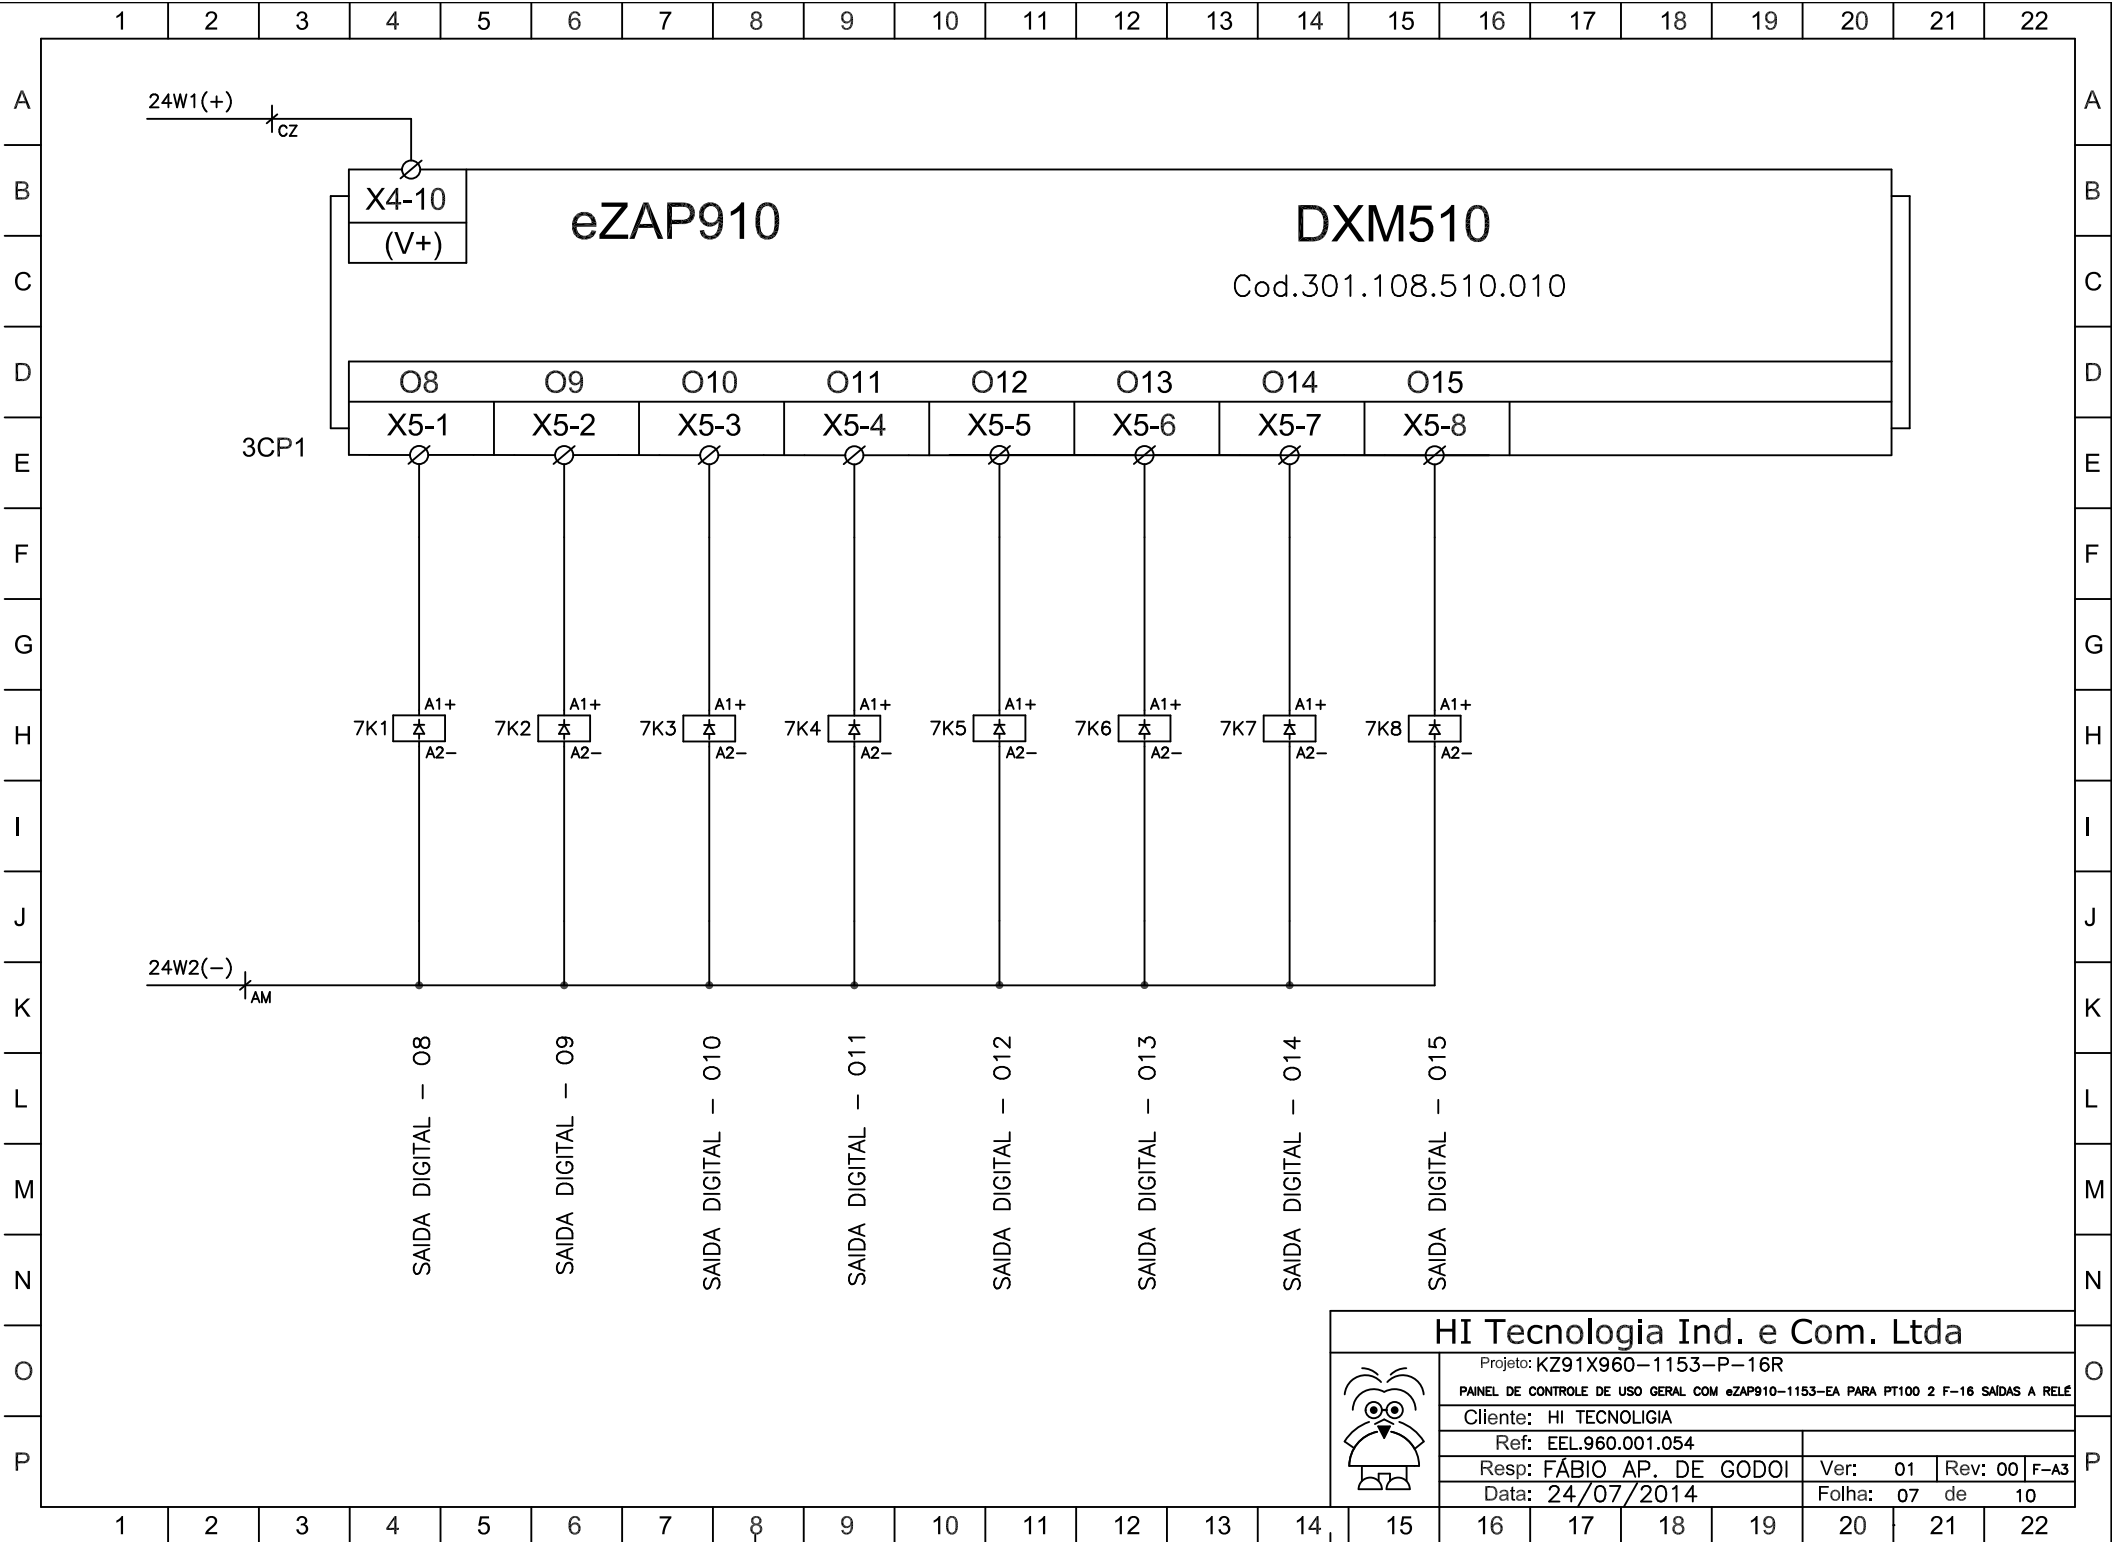 1 2 3 4 5 6 7 8 9 10 11 12 13 14 15 16 17 18 19 20 21 22
A A
24W1(+)
CZ
B B
X4-10
(V+)
eZAP910 DXM510
C C
Cod.301.108.510.010
D D
O8 O9 O10 O11 O12 O13 O14 O15
X5-1 X5-2 X5-3 X5-4 X5-5 X5-6 X5-7 X5-8
3CP1
E E
F F
G G
A1+ A1+ A1+ A1+ A1+ A1+ A1+ A1+
7K1 7K2 7K3 7K4 7K5 7K6 7K7 7K8
H H
A2- A2- A2- A2- A2- A2- A2- A2-
I I
J J
24W2(-)
AM
K K
SAIDA DIGITAL - O8
SAIDA DIGITAL - O9
SAIDA DIGITAL - O10
SAIDA DIGITAL - O11
SAIDA DIGITAL - O12
SAIDA DIGITAL - O13
SAIDA DIGITAL - O14
SAIDA DIGITAL - O15
L L
M M
N N
HI Tecnologia Ind. e Com. Ltda
O O
Projeto: KZ91X960-1153-P-16R
PAINEL DE CONTROLE DE USO GERAL COM eZAP910-1153-EA PARA PT100 2 F-16 SAÍDAS A RELÉ
Cliente: HI TECNOLIGIA
Ref: EEL.960.001.054
P P
Resp: FÁBIO AP. DE GODOI Ver: 01 Rev: 00 F-A3
Data: 24/07/2014 Folha: 07 de 10
1 2 3 4 5 6 7 8 9 10 11 12 13 14 15 16 17 18 19 20 21 22